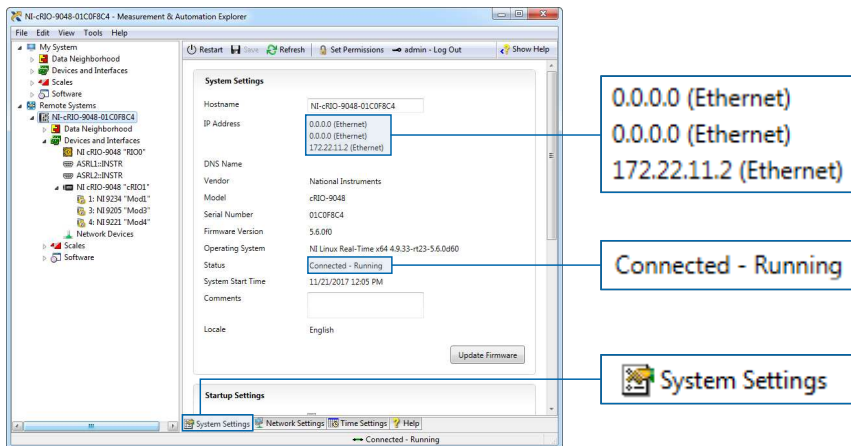 NI-cRIO-9048-01C0F8C4 - Measurement & Automation Explorer
File Edit View Tools Help
My System
Data Neighborhood
Devices and Interfaces
Scales
Software
Remote Systems
NI-cRIO-9048-01C0F8C4
Data Neighborhood
Devices and Interfaces
NI cRIO-9048 "RIO0"
ASRL1::INSTR
ASRL2::INSTR
NI cRIO-9048 "cRIO1"
1: NI 9234 "Mod1"
3: NI 9205 "Mod3"
4: NI 9221 "Mod4"
Network Devices
Scales
Software
Restart Save Refresh Set Permissions admin - Log Out Show Help
System Settings
Hostname NI-cRIO-9048-01C0F8C4
IP Address 0.0.0.0 (Ethernet)
0.0.0.0 (Ethernet)
172.22.11.2 (Ethernet)
DNS Name
Vendor National Instruments
Model cRIO-9048
Serial Number 01C0F8C4
Firmware Version 5.6.0f0
Operating System NI Linux Real-Time x64 4.9.33-rt23-5.6.0d60
Status Connected - Running
System Start Time 11/21/2017 12:05 PM
Comments
Locale English
Update Firmware
Startup Settings
System Settings Network Settings Time Settings Help
Connected - Running
0.0.0.0 (Ethernet)
0.0.0.0 (Ethernet)
172.22.11.2 (Ethernet)
Connected - Running
System Settings